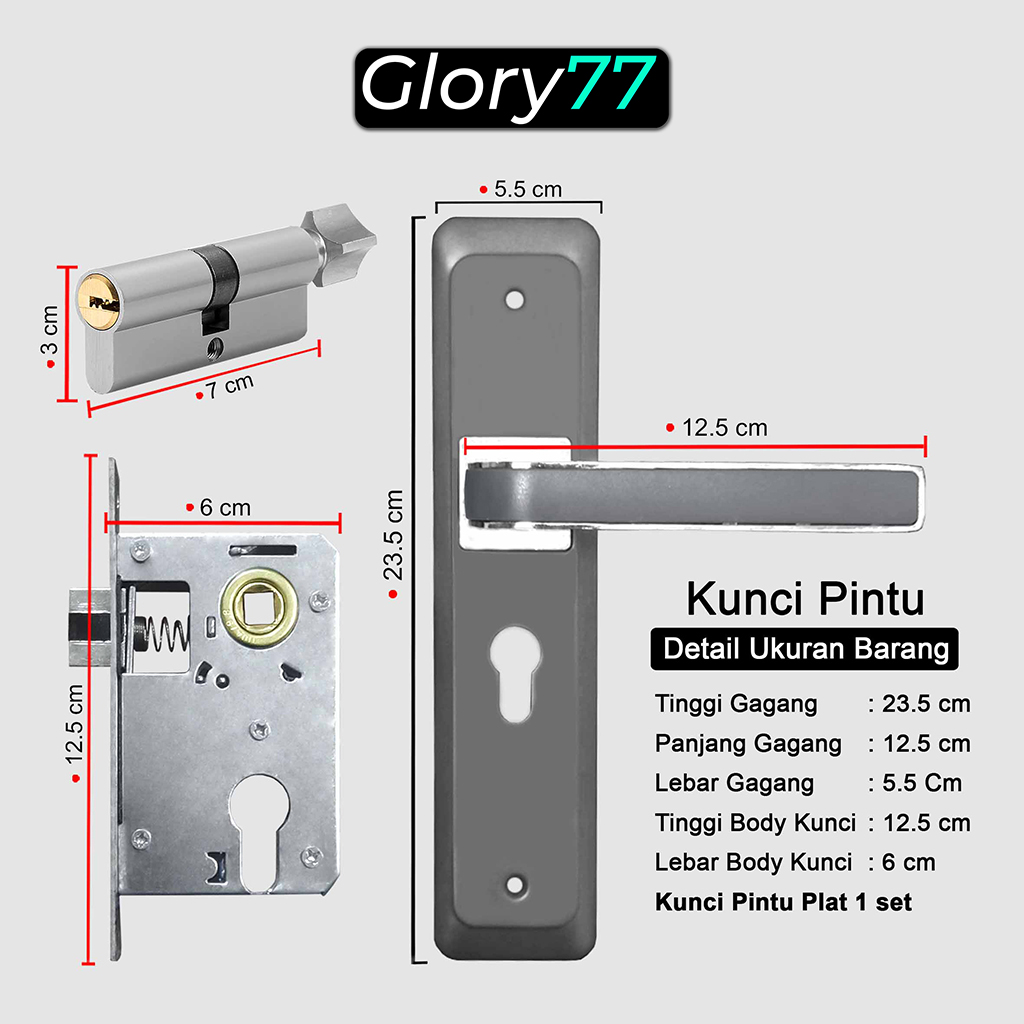 Glory77
• 5.5 cm
• 3 cm
• 7 cm
• 12.5 cm
• 6 cm
• 23.5 cm
• 12.5 cm
Kunci Pintu
Detail Ukuran Barang
Tinggi Gagang : 23.5 cm
Panjang Gagang : 12.5 cm
Lebar Gagang : 5.5 Cm
Tinggi Body Kunci : 12.5 cm
Lebar Body Kunci : 6 cm
Kunci Pintu Plat 1 set